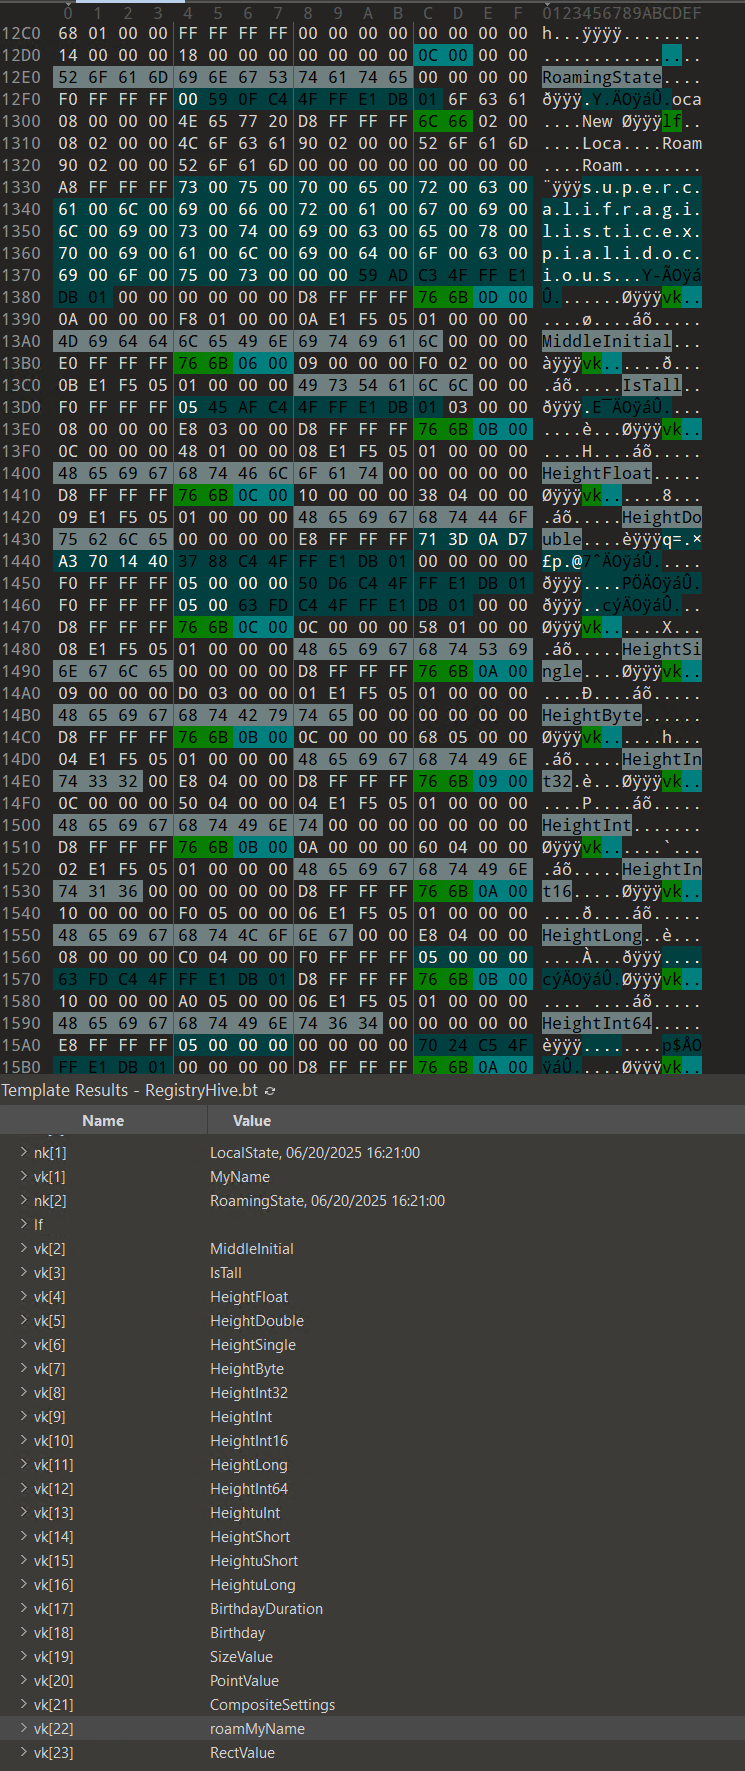 0 1 2 3 4 5 6 7 8 9 A B C D E F 0123456789ABCDEF
12C0 68 01 00 00 FF FF FF FF 00 00 00 00 00 00 00 00 h...ÿÿÿÿ........
12D0 14 00 00 00 18 00 00 00 00 00 00 00 0C 00 00 00 ................
12E0 52 6F 61 6D 69 6E 67 53 74 61 74 65 00 00 00 00 RoamingState....
12F0 F0 FF FF FF 00 59 0F C4 4F FF E1 DB 01 6F 63 61 ðÿÿÿ.Y.ÄOÿáÛ.oca
1300 08 00 00 00 4E 65 77 20 D8 FF FF FF 6C 66 02 00 ....New Øÿÿÿlf..
1310 08 02 00 00 4C 6F 63 61 90 02 00 00 52 6F 61 6D ....Loca....Roam
1320 90 02 00 00 52 6F 61 6D 00 00 00 00 00 00 00 00 ....Roam........
1330 A8 FF FF FF 73 00 75 00 70 00 65 00 72 00 63 00 ¨ÿÿÿs.u.p.e.r.c.
1340 61 00 6C 00 69 00 66 00 72 00 61 00 67 00 69 00 a.l.i.f.r.a.g.i.
1350 6C 00 69 00 73 00 74 00 69 00 63 00 65 00 78 00 l.i.s.t.i.c.e.x.
1360 70 00 69 00 61 00 6C 00 69 00 64 00 6F 00 63 00 p.i.a.l.i.d.o.c.
1370 69 00 6F 00 75 00 73 00 00 00 59 AD C3 4F FF E1 i.o.u.s...Y-ÃOÿá
1380 DB 01 00 00 00 00 00 00 D8 FF FF FF 76 6B 0D 00 Û.......Øÿÿÿvk..
1390 0A 00 00 00 F8 01 00 00 0A E1 F5 05 01 00 00 00 ....ø....áõ.....
13A0 4D 69 64 64 6C 65 49 6E 69 74 69 61 6C 00 00 00 MiddleInitial...
13B0 E0 FF FF FF 76 6B 06 00 09 00 00 00 F0 02 00 00 àÿÿÿvk......ð...
13C0 0B E1 F5 05 01 00 00 00 49 73 54 61 6C 6C 00 00 .áõ.....IsTall..
13D0 F0 FF FF FF 05 45 AF C4 4F FF E1 DB 01 03 00 00 ðÿÿÿ.E¯ÄOÿáÛ....
13E0 08 00 00 00 E8 03 00 00 D8 FF FF FF 76 6B 0B 00 ....è...Øÿÿÿvk..
13F0 0C 00 00 00 48 01 00 00 08 E1 F5 05 01 00 00 00 ....H....áõ.....
1400 48 65 69 67 68 74 46 6C 6F 61 74 00 00 00 00 00 HeightFloat.....
1410 D8 FF FF FF 76 6B 0C 00 10 00 00 00 38 04 00 00 Øÿÿÿvk......8...
1420 09 E1 F5 05 01 00 00 00 48 65 69 67 68 74 44 6F .áõ.....HeightDo
1430 75 62 6C 65 00 00 00 00 E8 FF FF FF 71 3D 0A D7 uble....èÿÿÿq=.×
1440 A3 70 14 40 37 88 C4 4F FF E1 DB 01 00 00 00 00 £p.@7ˆÄOÿáÛ.....
1450 F0 FF FF FF 05 00 00 00 50 D6 C4 4F FF E1 DB 01 ðÿÿÿ....PÖÄOÿáÛ.
1460 F0 FF FF FF 05 00 63 FD C4 4F FF E1 DB 01 00 00 ðÿÿÿ..cýÄOÿáÛ...
1470 D8 FF FF FF 76 6B 0C 00 0C 00 00 00 58 01 00 00 Øÿÿÿvk......X...
1480 08 E1 F5 05 01 00 00 00 48 65 69 67 68 74 53 69 .áõ.....HeightSi
1490 6E 67 6C 65 00 00 00 00 D8 FF FF FF 76 6B 0A 00 ngle....Øÿÿÿvk..
14A0 09 00 00 00 D0 03 00 00 01 E1 F5 05 01 00 00 00 ....Ð....áõ.....
14B0 48 65 69 67 68 74 42 79 74 65 00 00 00 00 00 00 HeightByte......
14C0 D8 FF FF FF 76 6B 0B 00 0C 00 00 00 68 05 00 00 Øÿÿÿvk......h...
14D0 04 E1 F5 05 01 00 00 00 48 65 69 67 68 74 49 6E .áõ.....HeightIn
14E0 74 33 32 00 E8 04 00 00 D8 FF FF FF 76 6B 09 00 t32.è...Øÿÿÿvk..
14F0 0C 00 00 00 50 04 00 00 04 E1 F5 05 01 00 00 00 ....P....áõ.....
1500 48 65 69 67 68 74 49 6E 74 00 00 00 00 00 00 00 HeightInt.......
1510 D8 FF FF FF 76 6B 0B 00 0A 00 00 00 60 04 00 00 Øÿÿÿvk......`...
1520 02 E1 F5 05 01 00 00 00 48 65 69 67 68 74 49 6E .áõ.....HeightIn
1530 74 31 36 00 00 00 00 00 D8 FF FF FF 76 6B 0A 00 t16.....Øÿÿÿvk..
1540 10 00 00 00 F0 05 00 00 06 E1 F5 05 01 00 00 00 ....ð....áõ.....
1550 48 65 69 67 68 74 4C 6F 6E 67 00 00 E8 04 00 00 HeightLong..è...
1560 08 00 00 00 C0 04 00 00 F0 FF FF FF 05 00 00 00 ....À...ðÿÿÿ....
1570 63 FD C4 4F FF E1 DB 01 D8 FF FF FF 76 6B 0B 00 cýÄOÿáÛ.Øÿÿÿvk..
1580 10 00 00 00 A0 05 00 00 06 E1 F5 05 01 00 00 00 .... ....áõ.....
1590 48 65 69 67 68 74 49 6E 74 36 34 00 00 00 00 00 HeightInt64.....
15A0 E8 FF FF FF 05 00 00 00 00 00 00 00 70 24 C5 4F èÿÿÿ........p$ÅO
15B0 FF E1 DB 01 00 00 00 00 D8 FF FF FF 76 6B 0A 00 ÿáÛ.....Øÿÿÿvk..
Template Results - RegistryHive.bt
Name Value
nk[1] LocalState, 06/20/2025 16:21:00
vk[1] MyName
nk[2] RoamingState, 06/20/2025 16:21:00
lf
vk[2] MiddleInitial
vk[3] IsTall
vk[4] HeightFloat
vk[5] HeightDouble
vk[6] HeightSingle
vk[7] HeightByte
vk[8] HeightInt32
vk[9] HeightInt
vk[10] HeightInt16
vk[11] HeightLong
vk[12] HeightInt64
vk[13] HeightuInt
vk[14] HeightShort
vk[15] HeightuShort
vk[16] HeightuLong
vk[17] BirthdayDuration
vk[18] Birthday
vk[19] SizeValue
vk[20] PointValue
vk[21] CompositeSettings
vk[22] roamMyName
vk[23] RectValue